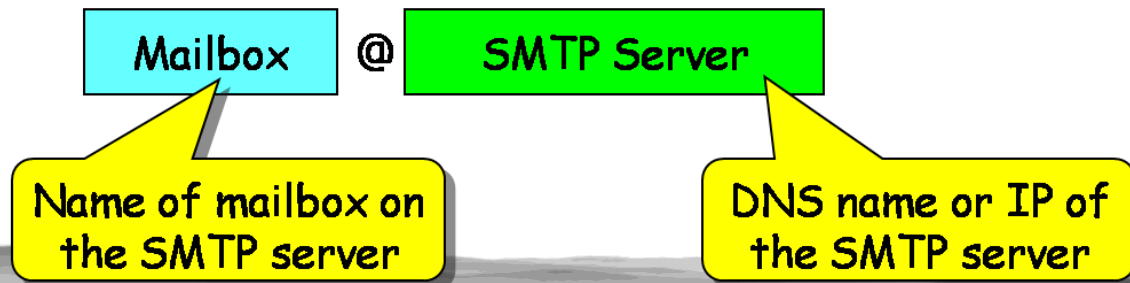 Mailbox @ SMTP Server
Name of mailbox on
the SMTP server
DNS name or IP of
the SMTP server